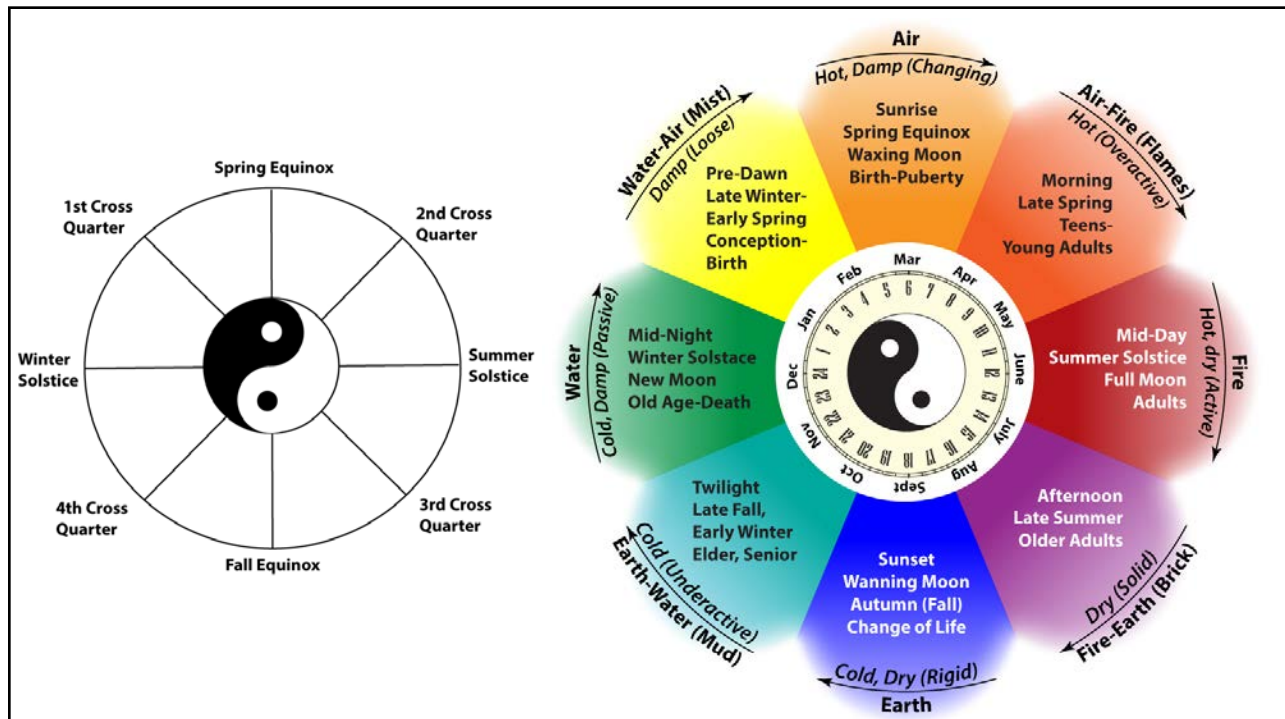 Spring Equinox
1st Cross
Quarter
2nd Cross
Quarter
Winter
Solstice
Summer
Solstice
4th Cross
Quarter
3rd Cross
Quarter
Fall Equinox
Air
Hot, Damp (Changing)
Sunrise
Spring Equinox
Waxing Moon
Birth-Puberty
Air-Fire (Flames)
Hot (Overactive)
Morning
Late Spring
Teens-
Young Adults
Fire
Hot, dry (Active)
Mid-Day
Summer Solstice
Full Moon
Adults
Fire-Earth (Brick)
Dry (Solid)
Afternoon
Late Summer
Older Adults
Sunset
Wanning Moon
Autumn (Fall)
Change of Life
Cold, Dry (Rigid)
Earth
Twilight
Late Fall,
Early Winter
Elder, Senior
Cold (Underactive)
Earth-Water (Mud)
Water
Cold, Damp (Passive)
Mid-Night
Winter Solstace
New Moon
Old Age-Death
Water-Air (Mist)
Damp (Loose)
Pre-Dawn
Late Winter-
Early Spring
Conception-
Birth
Jan
Feb
Mar
Apr
May
June
July
Aug
Sept
Oct
Nov
Dec
1
2
3
4
5
6
7
8
9
10
11
12
13
14
15
16
17
18
19
20
21
22
23
24